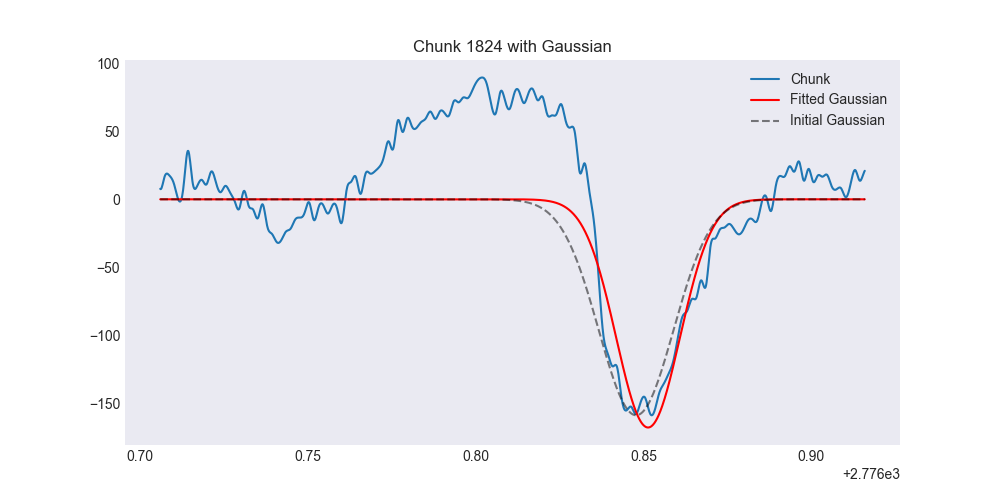 Chunk 1824 with Gaussian
100
50
0
−50
−100
−150
Chunk
Fitted Gaussian
Initial Gaussian
0.70 0.75 0.80 0.85 0.90
+2.776e3